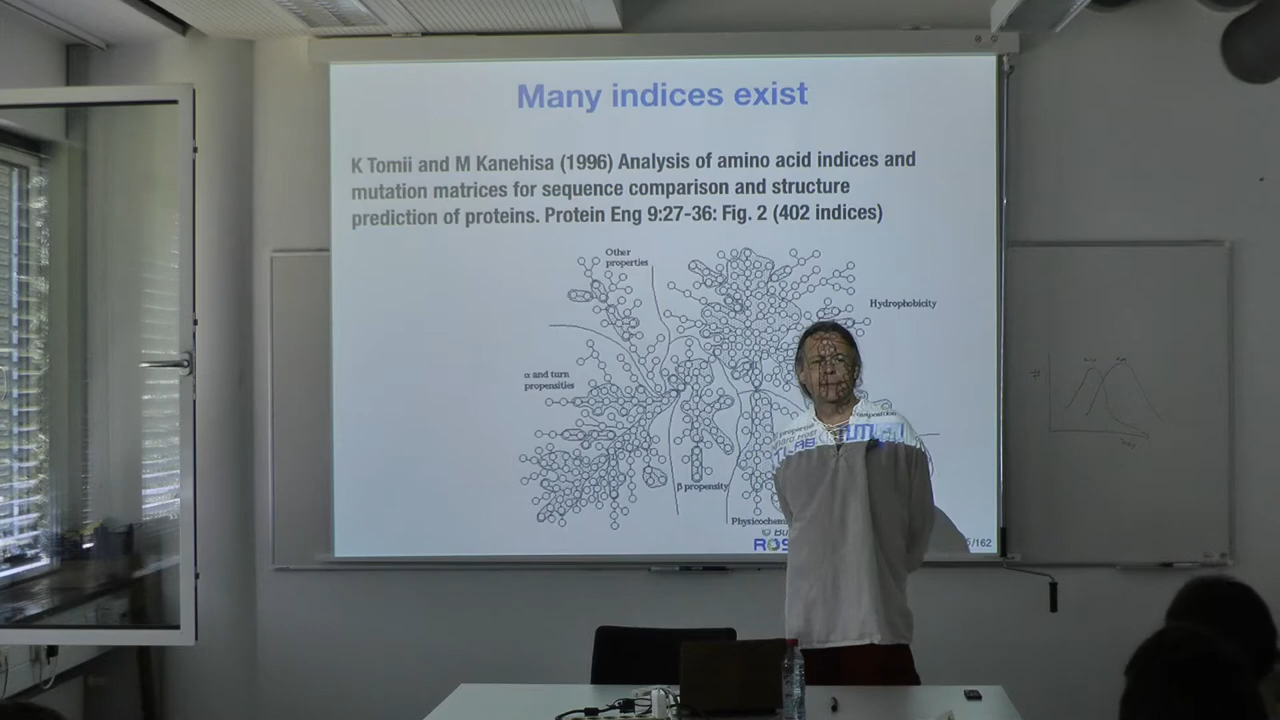 Many indices exist
K Tomii and M Kanehisa (1996) Analysis of amino acid indices and
mutation matrices for sequence comparison and structure
prediction of proteins. Protein Eng 9:27-36: Fig. 2 (402 indices)
Other
properties
Hydrophobicity
α and turn
propensities
β propensity